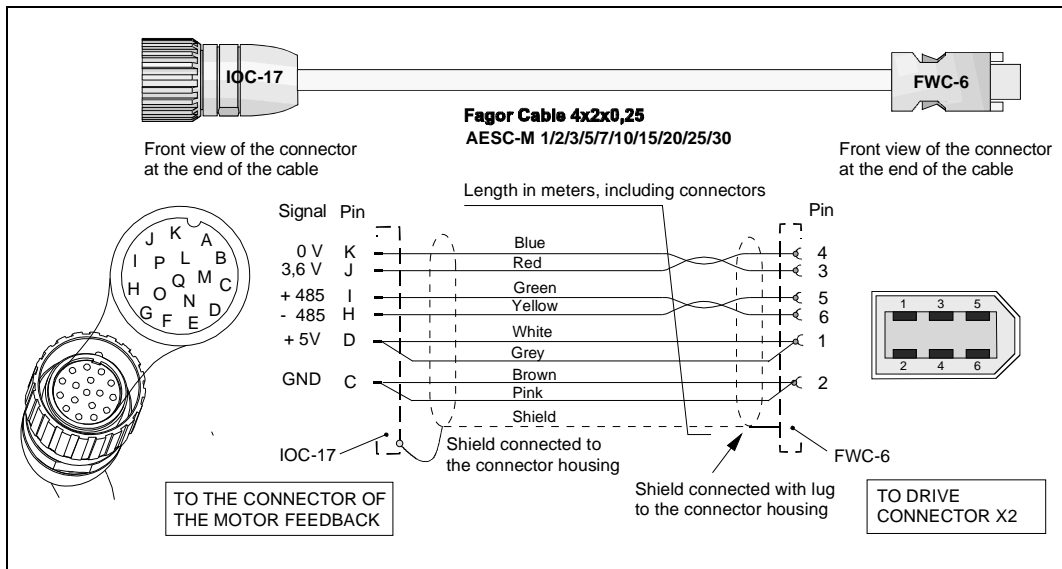 IOC-17
FWC-6
Fagor Cable 4x2x0,25
AESC-M 1/2/3/5/7/10/15/20/25/30
Front view of the connector
at the end of the cable
Front view of the connector
at the end of the cable
Length in meters, including connectors
Signal Pin
Pin
0 V K Blue 4
3,6 V J Red 3
+ 485 I Green 5
- 485 H Yellow 6
+ 5V D White 1
Grey
GND C Brown 2
Pink
Shield
J K A
I P L B
H Q M C
O N
G F E D
1 3 5
2 4 6
IOC-17
Shield connected to
the connector housing
FWC-6
Shield connected with lug
to the connector housing
TO THE CONNECTOR OF
THE MOTOR FEEDBACK
TO DRIVE
CONNECTOR X2